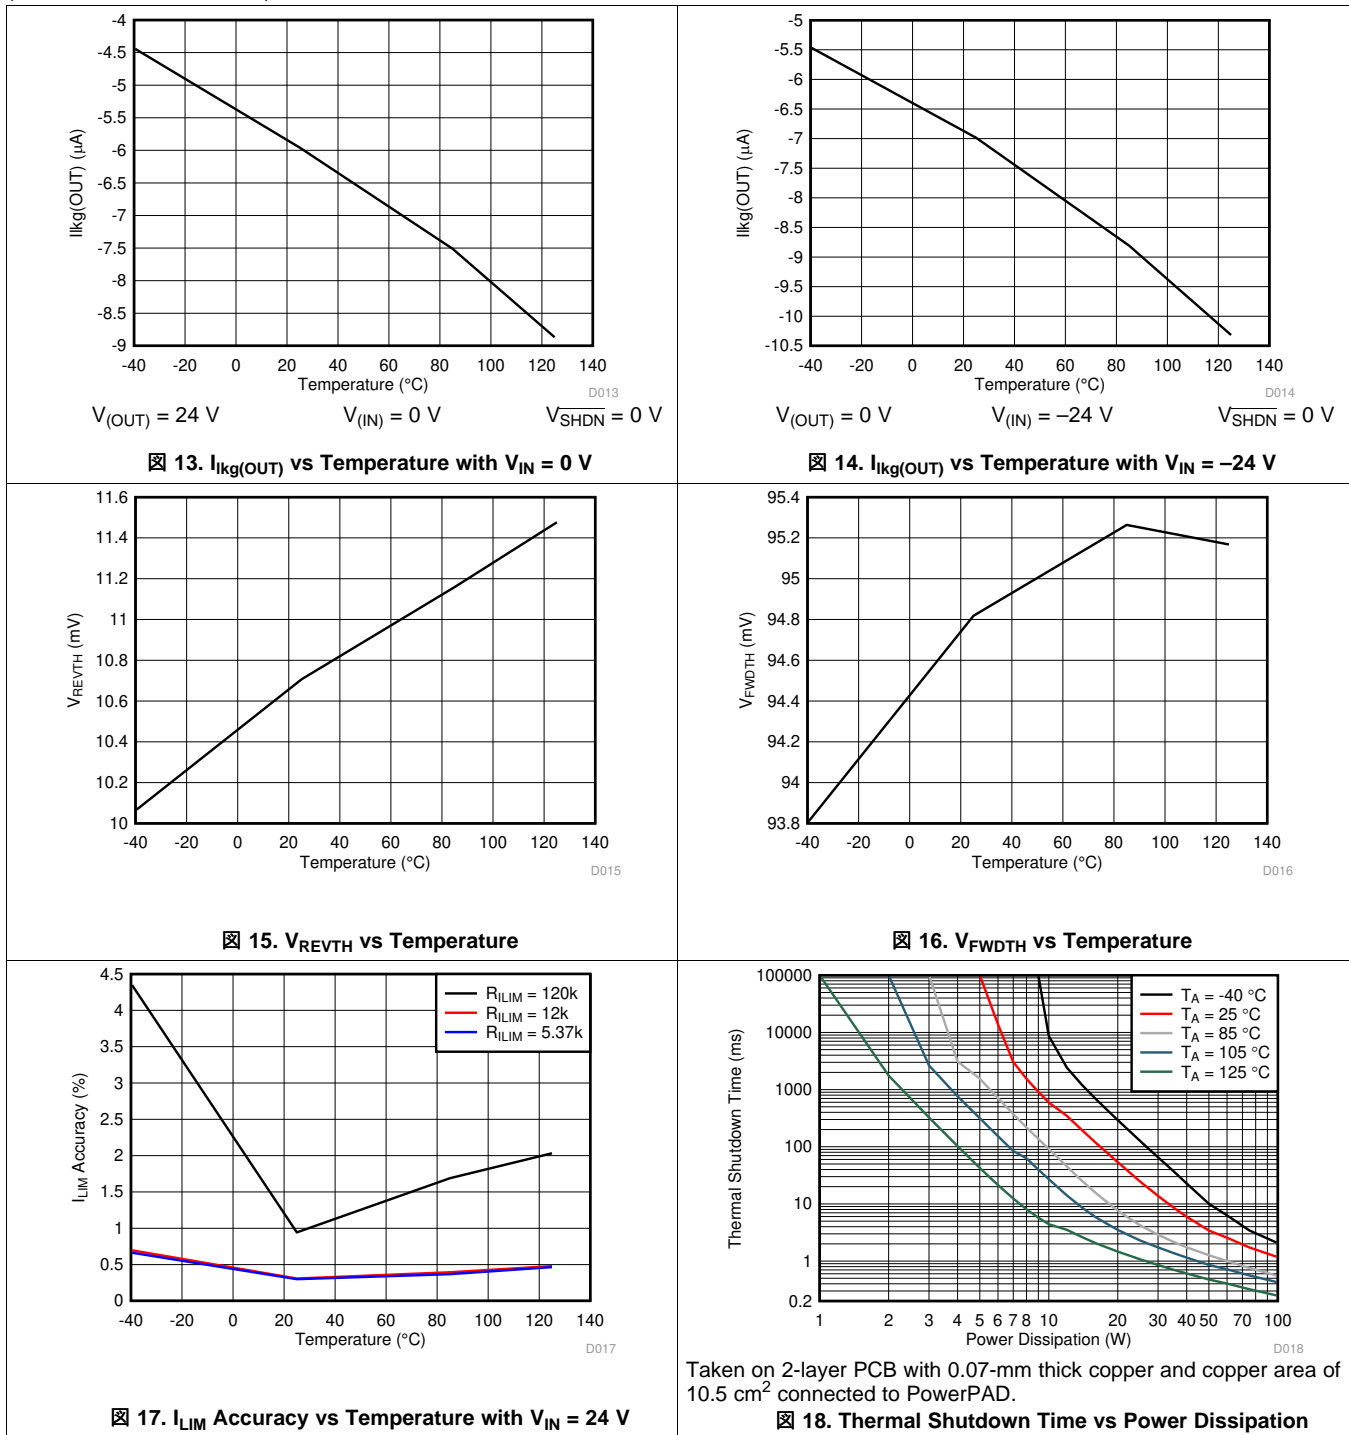 -4
-4.5
-5
-5.5
-6
-6.5
-7
-7.5
-8
-8.5
-9
Ilkg(OUT) (μA)
-40 -20 0 20 40 60 80 100 120 140
Temperature (°C)
D013
V(OUT) = 24 V V(IN) = 0 V VSHDN = 0 V
図 13. Ilkg(OUT) vs Temperature with VIN = 0 V
-5
-5.5
-6
-6.5
-7
-7.5
-8
-8.5
-9
-9.5
-10
-10.5
Ilkg(OUT) (μA)
-40 -20 0 20 40 60 80 100 120 140
Temperature (°C)
D014
V(OUT) = 0 V V(IN) = –24 V VSHDN = 0 V
図 14. Ilkg(OUT) vs Temperature with VIN = –24 V
11.6
11.4
11.2
11
10.8
10.6
10.4
10.2
10
VREVTH (mV)
-40 -20 0 20 40 60 80 100 120 140
Temperature (°C)
D015
図 15. VREVTH vs Temperature
95.4
95.2
95
94.8
94.6
94.4
94.2
94
93.8
VFWDTH (mV)
-40 -20 0 20 40 60 80 100 120 140
Temperature (°C)
D016
図 16. VFWDTH vs Temperature
4.5
4
3.5
3
2.5
2
1.5
1
0.5
0
ILIM Accuracy (%)
RILIM = 120k
RILIM = 12k
RILIM = 5.37k
-40 -20 0 20 40 60 80 100 120 140
Temperature (°C)
D017
図 17. ILIM Accuracy vs Temperature with VIN = 24 V
100000
10000
1000
100
10
1
0.2
Thermal Shutdown Time (ms)
TA = -40 °C
TA = 25 °C
TA = 85 °C
TA = 105 °C
TA = 125 °C
1 2 3 4 5 6 7 8 10 20 30 40 50 70 100
Power Dissipation (W)
D018
Taken on 2-layer PCB with 0.07-mm thick copper and copper area of
10.5 cm2 connected to PowerPAD.
図 18. Thermal Shutdown Time vs Power Dissipation